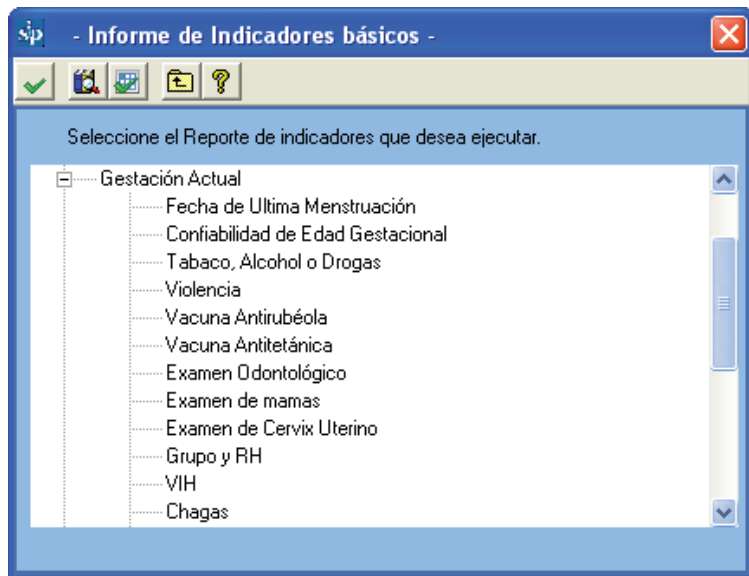 sip - Informe de Indicadores básicos -
?
Seleccione el Reporte de indicadores que desea ejecutar.
Gestación Actual
Fecha de Ultima Menstruación
Confiabilidad de Edad Gestacional
Tabaco, Alcohol o Drogas
Violencia
Vacuna Antirubéola
Vacuna Antitetánica
Examen Odontológico
Examen de mamas
Examen de Cervix Uterino
Grupo y RH
VIH
Chagas